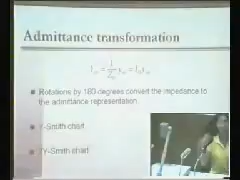 Admittance transformation
Rotations by 180 degrees convert the impedance to
the admittance representation.
Y-Smith chart
ZY-Smith chart